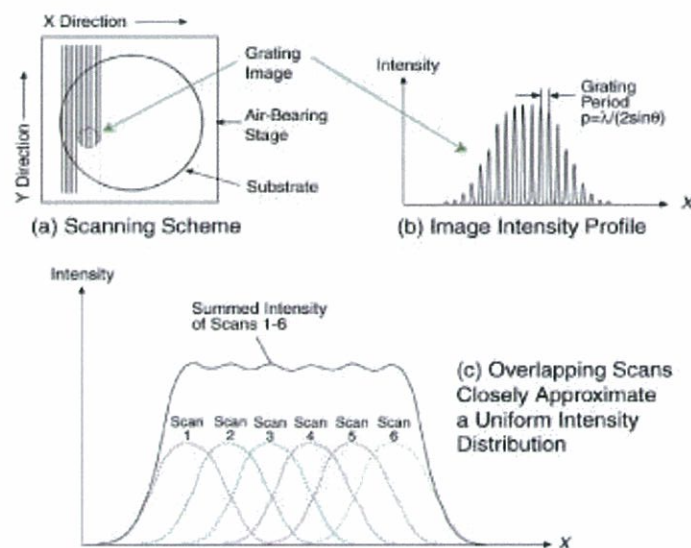 X Direction
Y Direction
Grating
Image
Air-Bearing
Stage
Substrate
(a) Scanning Scheme
Intensity
Grating
Period
p=λ/(2sinθ)
X
(b) Image Intensity Profile
Intensity
Summed Intensity
of Scans 1-6
Scan
1
Scan
2
Scan
3
Scan
4
Scan
5
Scan
6
X
(c) Overlapping Scans
Closely Approximate
a Uniform Intensity
Distribution